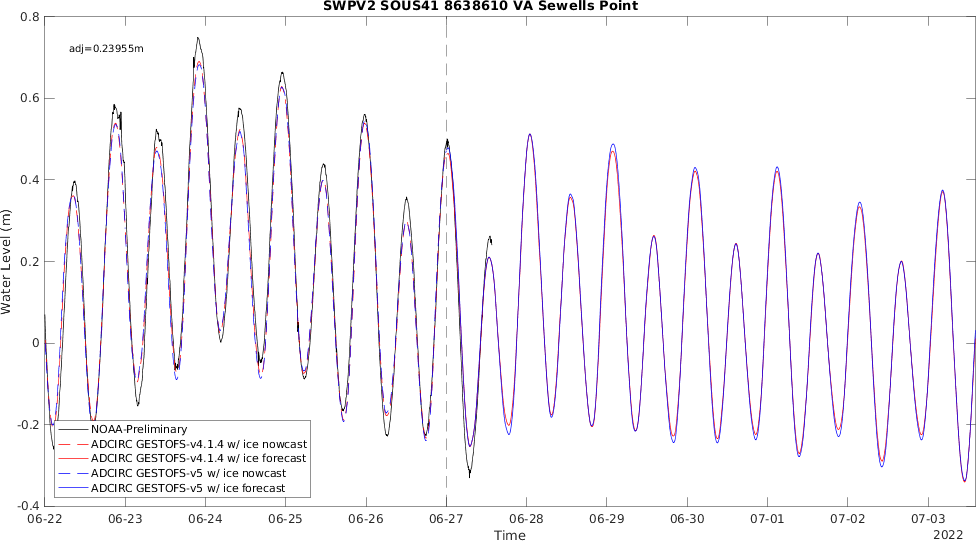 SWPV2 SOUS41 8638610 VA Sewells Point
adj=0.23955m
0.8
0.6
0.4
0.2
0
-0.2
-0.4
Water Level (m)
NOAA-Preliminary
ADCIRC GESTOFS-v4.1.4 w/ ice nowcast
ADCIRC GESTOFS-v4.1.4 w/ ice forecast
ADCIRC GESTOFS-v5 w/ ice nowcast
ADCIRC GESTOFS-v5 w/ ice forecast
06-22 06-23 06-24 06-25 06-26 06-27 06-28 06-29 06-30 07-01 07-02 07-03
Time
2022